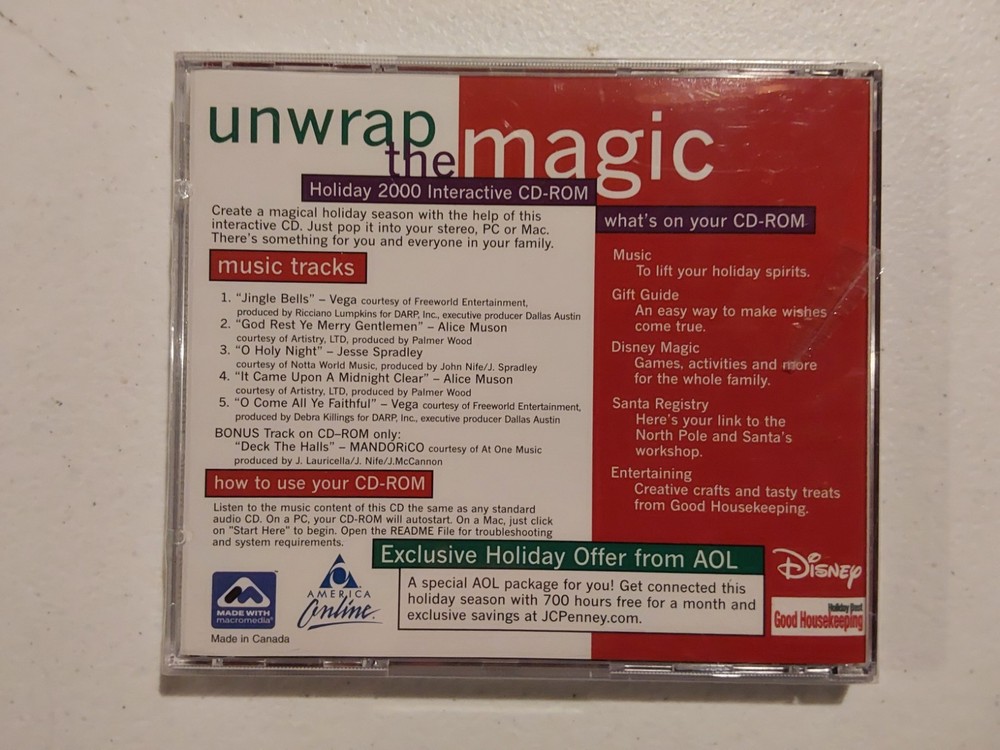 unwrap
the magic
Holiday 2000 Interactive CD-ROM
Create a magical holiday season with the help of this
interactive CD. Just pop it into your stereo, PC or Mac.
There's something for you and everyone in your family.
music tracks
1. "Jingle Bells" – Vega courtesy of Freeworld Entertainment,
produced by Ricciano Lumpkins for DARP, Inc., executive producer Dallas Austin
2. "God Rest Ye Merry Gentlemen" – Alice Muson
courtesy of Artistry, LTD, produced by Palmer Wood
3. "O Holy Night" – Jesse Spradley
courtesy of Notta World Music, produced by John Nife/J. Spradley
4. "It Came Upon A Midnight Clear" – Alice Muson
courtesy of Artistry, LTD, produced by Palmer Wood
5. "O Come All Ye Faithful" – Vega courtesy of Freeworld Entertainment,
produced by Debra Killings for DARP, Inc., executive producer Dallas Austin
BONUS Track on CD–ROM only:
"Deck The Halls" – MANDORiCO courtesy of At One Music
produced by J. Lauricella/J. Nife/J.McCannon
how to use your CD-ROM
Listen to the music content of this CD the same as any standard
audio CD. On a PC, your CD-ROM will autostart. On a Mac, just click
on "Start Here" to begin. Open the README File for troubleshooting
and system requirements.
what's on your CD-ROM
Music
To lift your holiday spirits.
Gift Guide
An easy way to make wishes
come true.
Disney Magic
Games, activities and more
for the whole family.
Santa Registry
Here's your link to the
North Pole and Santa's
workshop.
Entertaining
Creative crafts and tasty treats
from Good Housekeeping.
Exclusive Holiday Offer from AOL
A special AOL package for you! Get connected this
holiday season with 700 hours free for a month and
exclusive savings at JCPenney.com.
MADE WITH
macromedia®
Made in Canada
AMERICA
Online
Disney
Holiday Best
Good Housekeeping